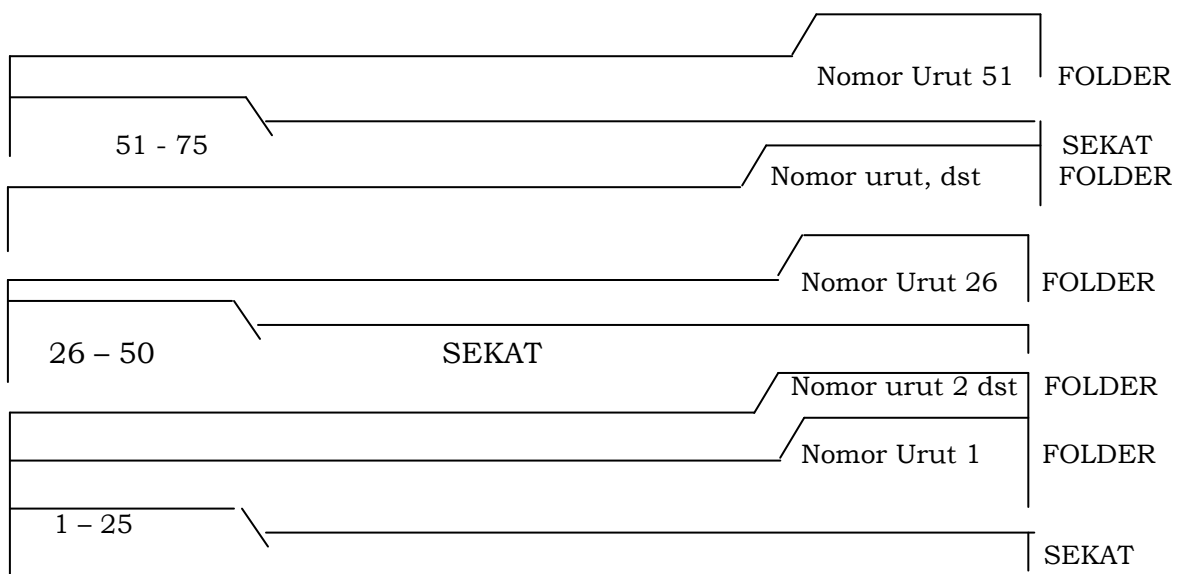 Nomor Urut 51 FOLDER
51 - 75 SEKAT
Nomor urut, dst FOLDER
Nomor Urut 26 FOLDER
26 – 50 SEKAT
Nomor urut 2 dst FOLDER
Nomor Urut 1 FOLDER
1 – 25
SEKAT